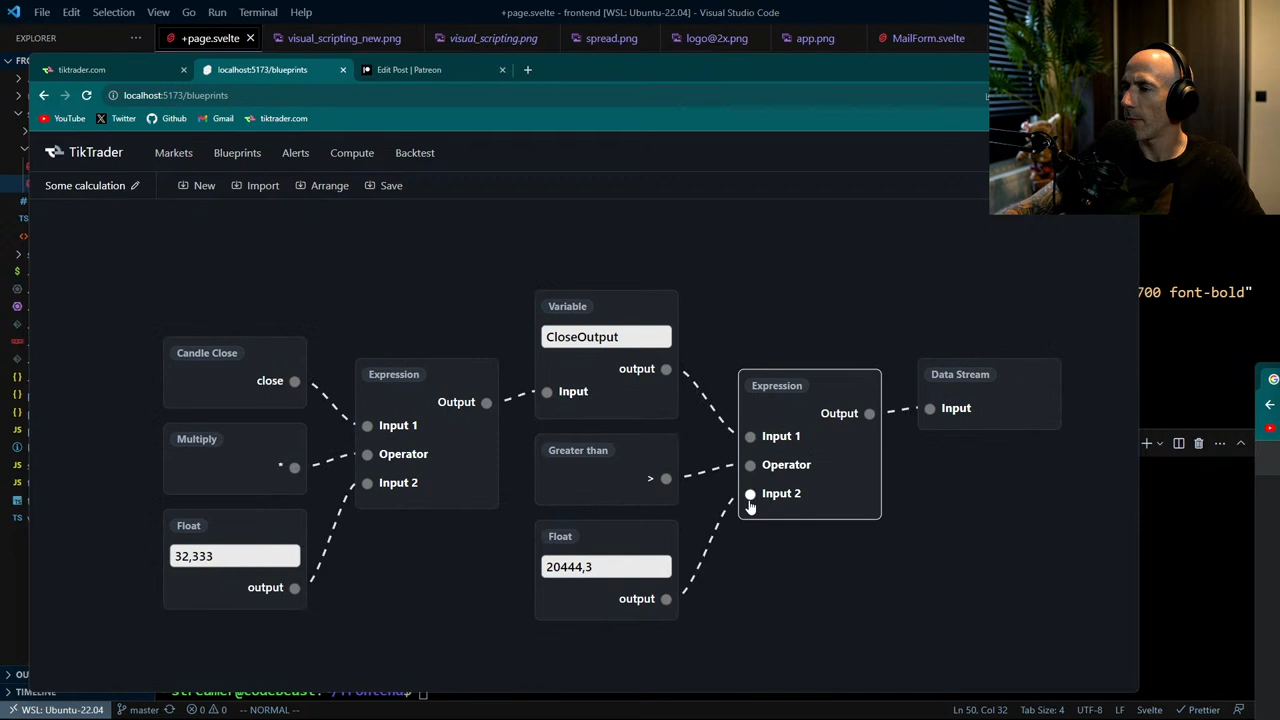 File Edit Selection View Go Run Terminal Help
+page.svelte - frontend [WSL: Ubuntu-22.04] - Visual Studio Code
EXPLORER
+page.svelte
visual_scripting_new.png
visual_scripting.png
spread.png
logo@2x.png
app.png
MailForm.svelte
tiktrader.com
localhost:5173/blueprints
Edit Post | Patreon
localhost:5173/blueprints
YouTube Twitter Github Gmail tiktrader.com
TikTrader Markets Blueprints Alerts Compute Backtest
Some calculation New Import Arrange Save
700 font-bold"
Candle Close
close
Multiply
*
Float
32,333
output
Expression
Output
Input 1
Operator
Input 2
Variable
CloseOutput
output
Input
Greater than
>
Float
20444,3
output
Expression
Output
Input 1
Operator
Input 2
Data Stream
Input
TIMELINE
WSL: Ubuntu-22.04 master 0 0 -- NORMAL --
Ln 50, Col 32 Tab Size: 4 UTF-8 LF Svelte Prettier